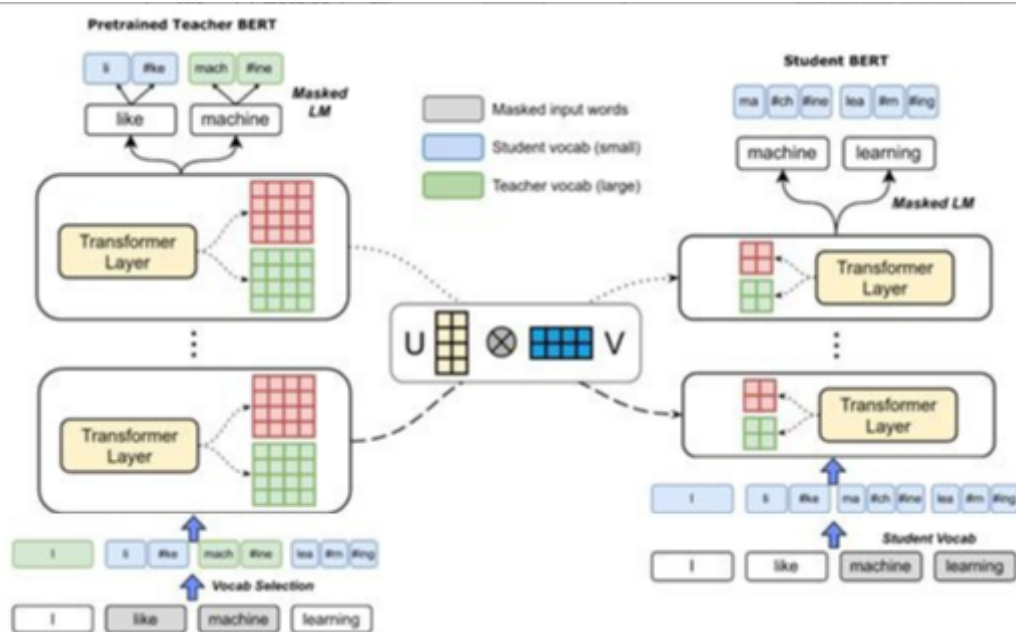 Pretrained Teacher BERT
li #ke mach #ine
Masked LM
like machine
Transformer Layer
Transformer Layer
I li #ke mach #ine lea #rn #ing
Vocab Selection
I like machine learning
Masked input words
Student vocab (small)
Teacher vocab (large)
U V
Student BERT
ma #ch #ine lea #rn #ing
machine learning
Masked LM
Transformer Layer
Transformer Layer
I li #ke ma #ch #ine lea #rn #ing
Student Vocab
I like machine learning